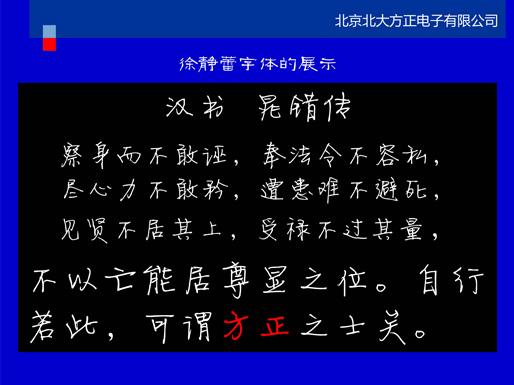 北京北大方正电子有限公司
徐静蕾字体的展示
汉书 晁错传
察身而不敢诬，奉法令不容私，
尽心力不敢矜，遭患难不避死，
见贤不居其上，受禄不过其量，
不以亡能居尊显之位。自行
若此，可谓方正之士矣。